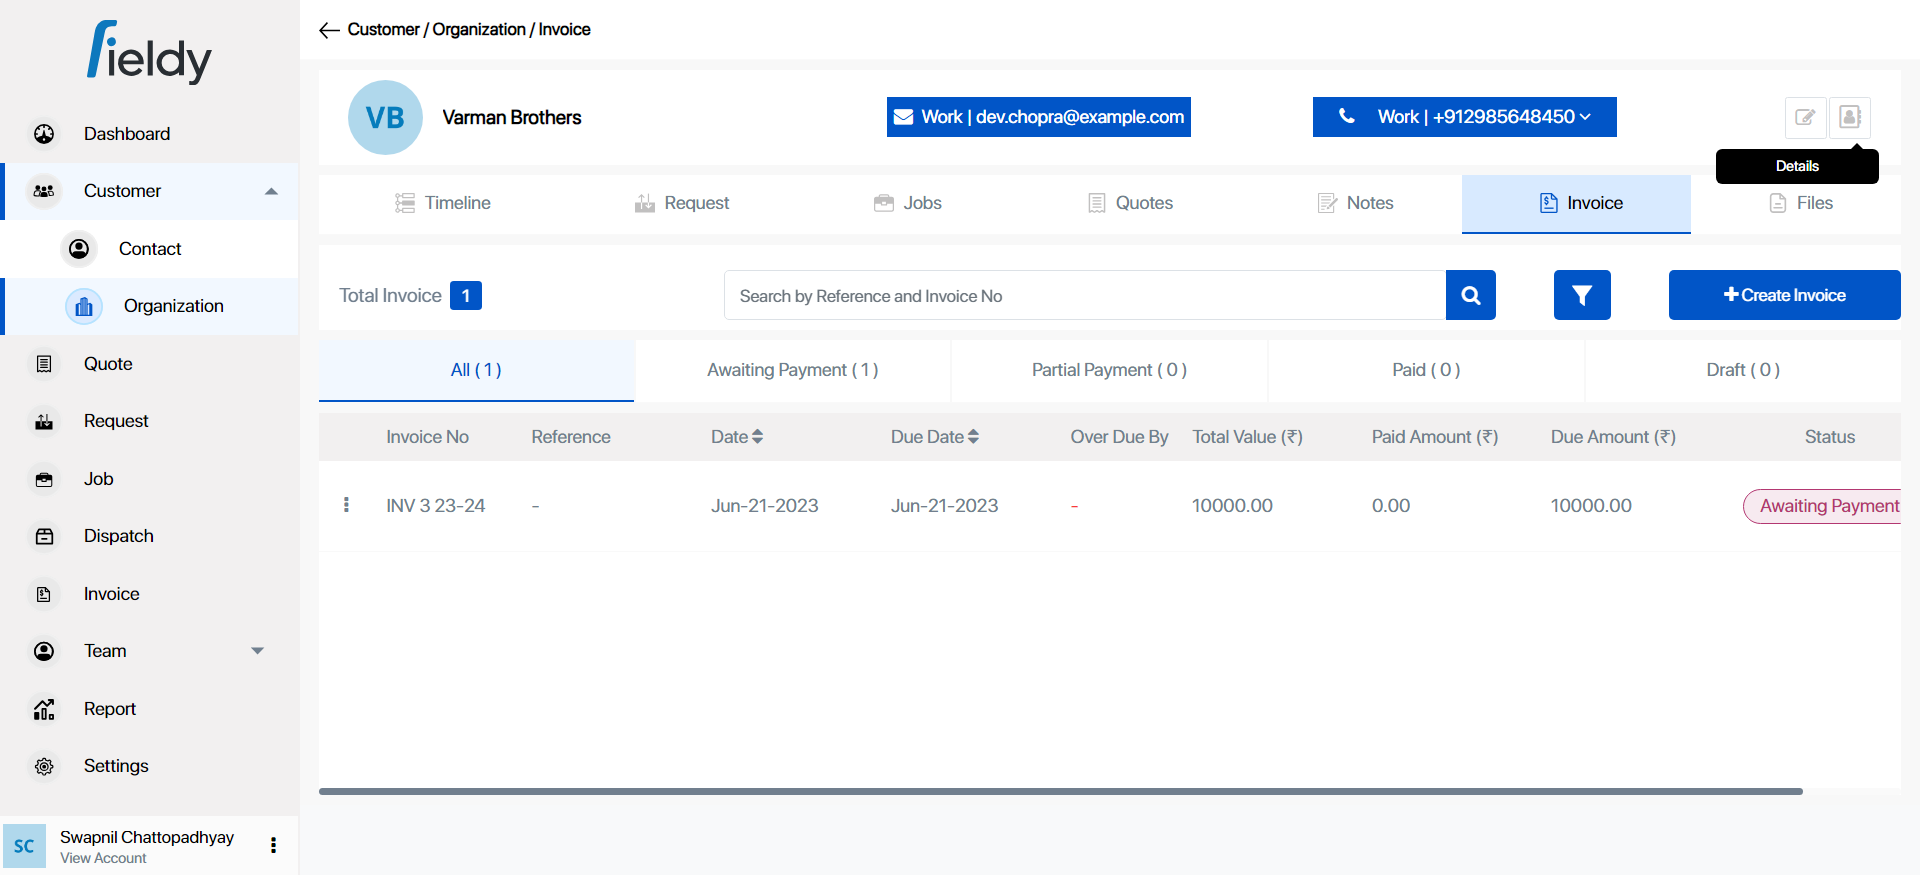 fieldy
Dashboard
Customer
Contact
Organization
Quote
Request
Job
Dispatch
Invoice
Team
Report
Settings
SC
Swapnil Chattopadhyay
View Account
Customer / Organization / Invoice
VB
Varman Brothers
Work | dev.chopra@example.com
Work | +912985648450
Details
Timeline
Request
Jobs
Quotes
Notes
Invoice
Files
Total Invoice 1
Search by Reference and Invoice No
Create Invoice
All ( 1 )
Awaiting Payment ( 1 )
Partial Payment ( 0 )
Paid ( 0 )
Draft ( 0 )
Invoice No Reference Date Due Date Over Due By Total Value (₹) Paid Amount (₹) Due Amount (₹) Status
INV 3 23-24 - Jun-21-2023 Jun-21-2023 - 10000.00 0.00 10000.00 Awaiting Payment